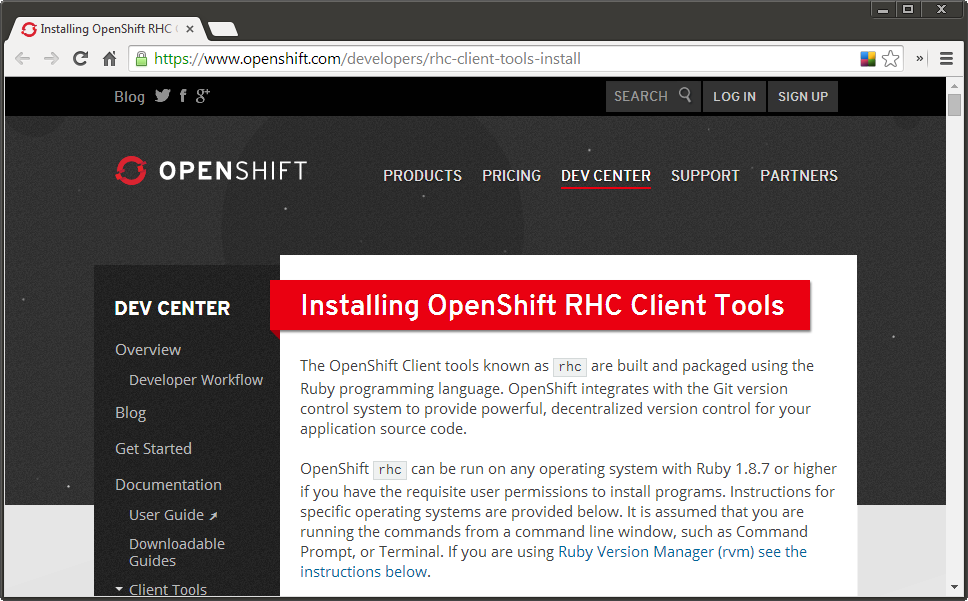 Installing OpenShift RHC C
https://www.openshift.com/developers/rhc-client-tools-install
Blog
SEARCH
LOG IN
SIGN UP
OPENSHIFT
PRODUCTS
PRICING
DEV CENTER
SUPPORT
PARTNERS
DEV CENTER
Overview
Developer Workflow
Blog
Get Started
Documentation
User Guide
Downloadable
Guides
Client Tools
Installing OpenShift RHC Client Tools
The OpenShift Client tools known as rhc are built and packaged using the
Ruby programming language. OpenShift integrates with the Git version
control system to provide powerful, decentralized version control for your
application source code.
OpenShift rhc can be run on any operating system with Ruby 1.8.7 or higher
if you have the requisite user permissions to install programs. Instructions for
specific operating systems are provided below. It is assumed that you are
running the commands from a command line window, such as Command
Prompt, or Terminal. If you are using Ruby Version Manager (rvm) see the
instructions below.